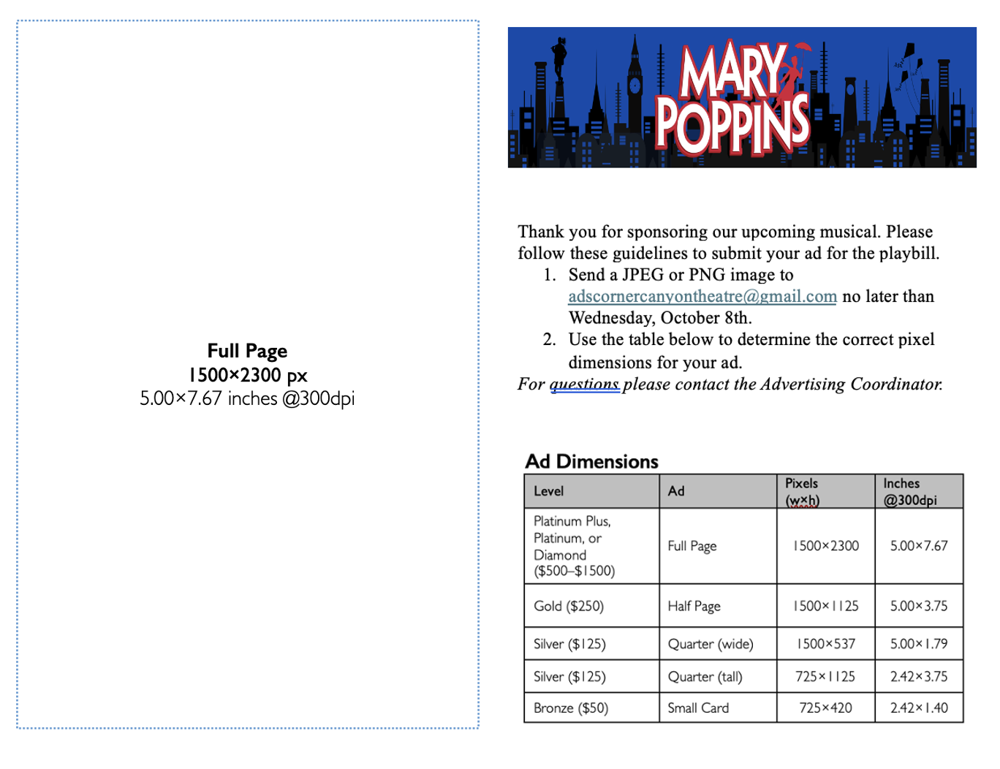 Full Page
1500×2300 px
5.00×7.67 inches @300dpi
MARY
POPPINS
Thank you for sponsoring our upcoming musical. Please
follow these guidelines to submit your ad for the playbill.
1. Send a JPEG or PNG image to
adscornercanyontheatre@gmail.com no later than
Wednesday, October 8th.
2. Use the table below to determine the correct pixel
dimensions for your ad.
For questions please contact the Advertising Coordinator.
Ad Dimensions
Level Ad Pixels (w×h) Inches @300dpi
Platinum Plus, Platinum, or Diamond ($500–$1500) Full Page 1500×2300 5.00×7.67
Gold ($250) Half Page 1500×1125 5.00×3.75
Silver ($125) Quarter (wide) 1500×537 5.00×1.79
Silver ($125) Quarter (tall) 725×1125 2.42×3.75
Bronze ($50) Small Card 725×420 2.42×1.40